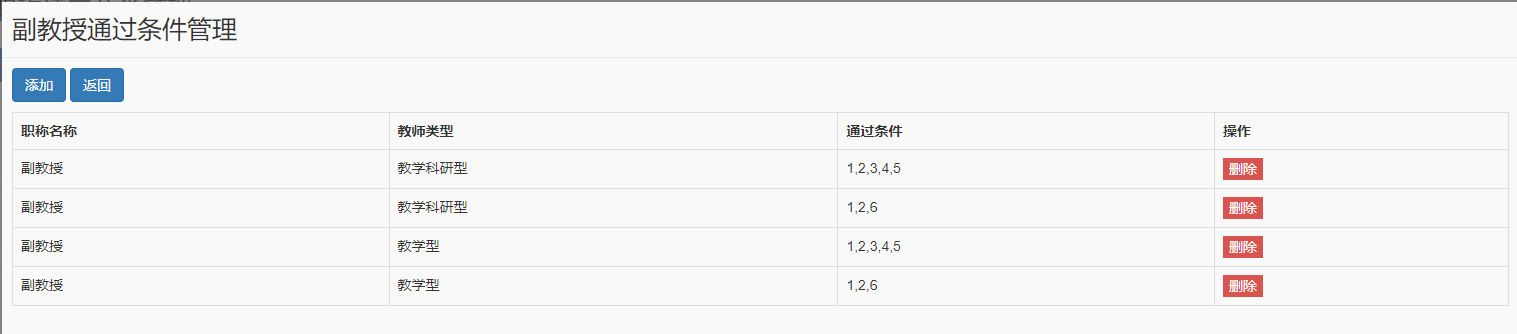 副教授通过条件管理
添加 返回
职称名称 教师类型 通过条件 操作
副教授 教学科研型 1,2,3,4,5 删除
副教授 教学科研型 1,2,6 删除
副教授 教学型 1,2,3,4,5 删除
副教授 教学型 1,2,6 删除